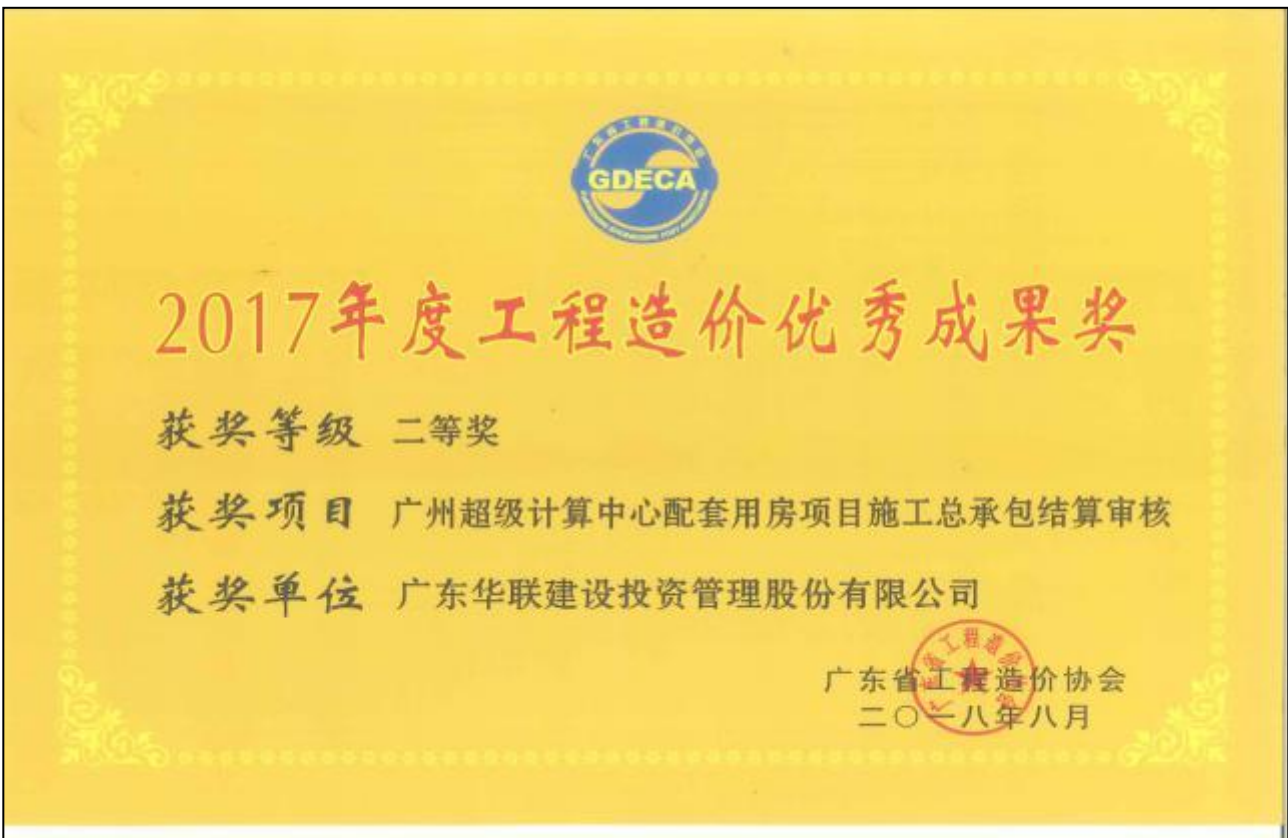 GDECA
2017年度工程造价优秀成果奖
获奖等级 二等奖
获奖项目 广州超级计算中心配套用房项目施工总承包结算审核
获奖单位 广东华联建设投资管理股份有限公司
广东省工程造价协会
二〇一八年八月